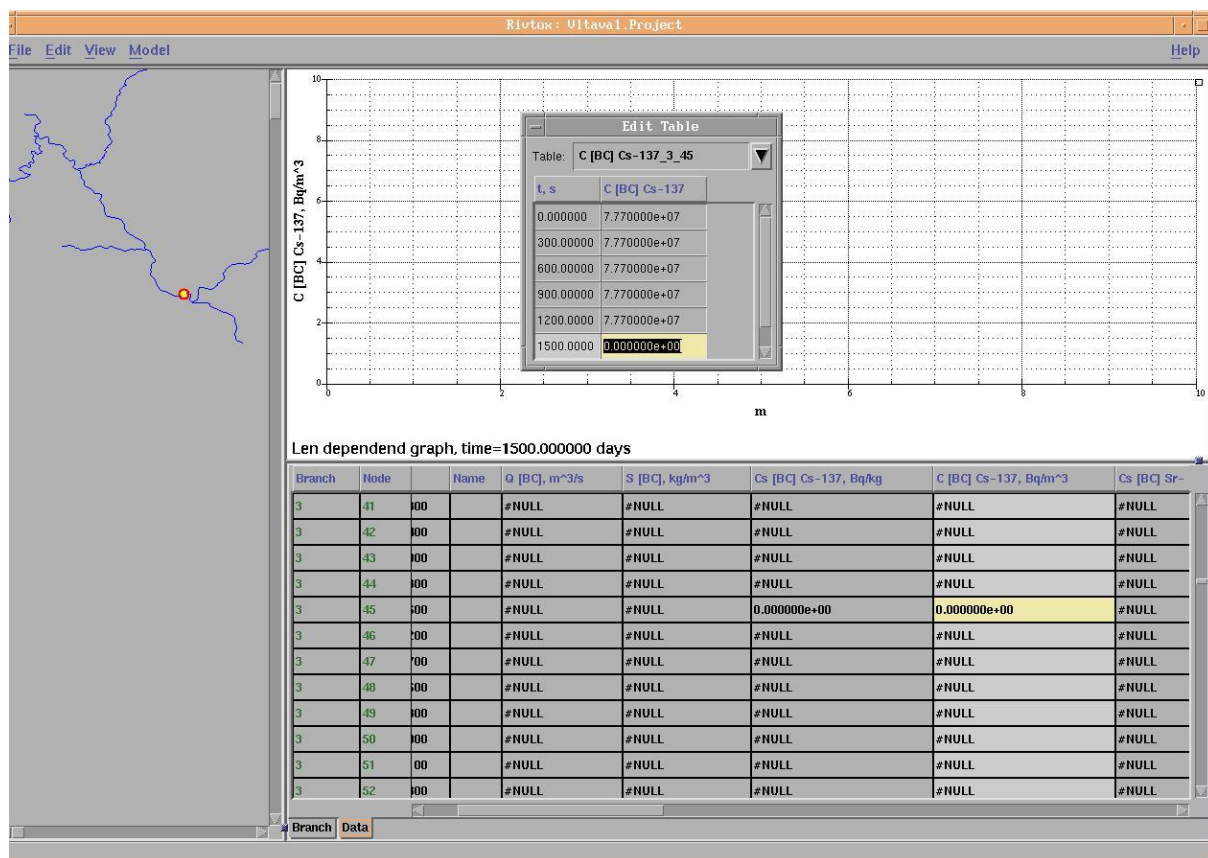 Rivtox: Vltava1.Project
File Edit View Model Help
10
8
6
4
2
0
C [BC] Cs-137, Bq/m^3
Edit Table
Table: C [BC] Cs-137_3_45
t, s C [BC] Cs-137
0.000000 7.770000e+07
300.00000 7.770000e+07
600.00000 7.770000e+07
900.00000 7.770000e+07
1200.0000 7.770000e+07
1500.0000 0.000000e+00
0 2 4 6 8 10
m
Len dependend graph, time=1500.000000 days
Branch Node Name Q [BC], m^3/s S [BC], kg/m^3 Cs [BC] Cs-137, Bq/kg C [BC] Cs-137, Bq/m^3 Cs [BC] Sr-
3 41 #NULL #NULL #NULL #NULL #NULL
3 42 #NULL #NULL #NULL #NULL #NULL
3 43 #NULL #NULL #NULL #NULL #NULL
3 44 #NULL #NULL #NULL #NULL #NULL
3 45 #NULL #NULL 0.000000e+00 0.000000e+00 #NULL
3 46 #NULL #NULL #NULL #NULL #NULL
3 47 #NULL #NULL #NULL #NULL #NULL
3 48 #NULL #NULL #NULL #NULL #NULL
3 49 #NULL #NULL #NULL #NULL #NULL
3 50 #NULL #NULL #NULL #NULL #NULL
3 51 00 #NULL #NULL #NULL #NULL #NULL
3 52 #NULL #NULL #NULL #NULL #NULL
Branch Data